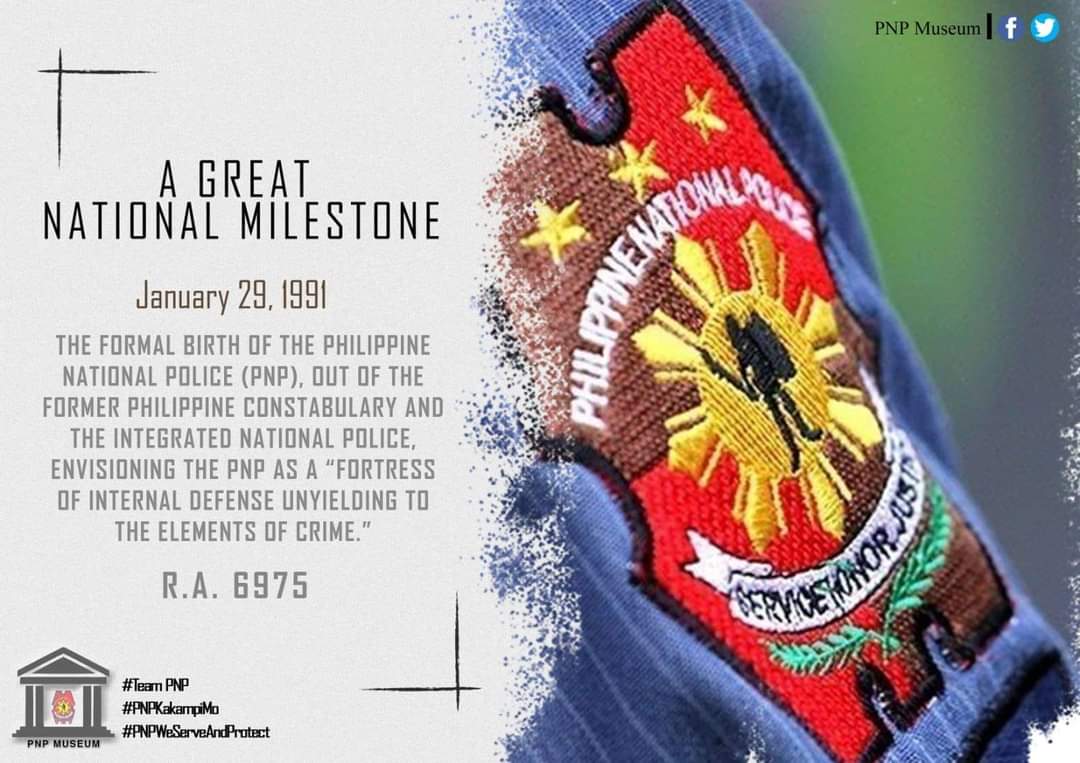 PNP Museum
A GREAT
NATIONAL MILESTONE
January 29, 1991
THE FORMAL BIRTH OF THE PHILIPPINE
NATIONAL POLICE (PNP), OUT OF THE
FORMER PHILIPPINE CONSTABULARY AND
THE INTEGRATED NATIONAL POLICE,
ENVISIONING THE PNP AS A “FORTRESS
OF INTERNAL DEFENSE UNYIELDING TO
THE ELEMENTS OF CRIME.”
R.A. 6975
PHILIPPINE NATIONAL POLICE
SERVICE HONOR JUSTICE
#Team PNP
#PNPKakampiMo
#PNPWeServeAndProtect
PNP MUSEUM